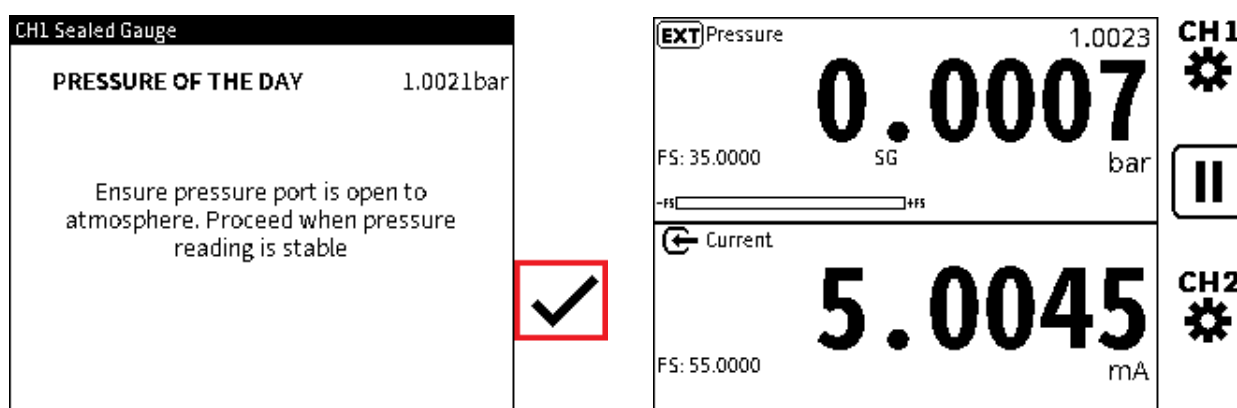 CH1 Sealed Gauge
PRESSURE OF THE DAY 1.0021bar
Ensure pressure port is open to
atmosphere. Proceed when pressure
reading is stable
EXT Pressure 1.0023
0.0007
FS: 35.0000 SG bar
-FS +FS
Current
5.0045
FS: 55.0000 mA
CH1
CH2